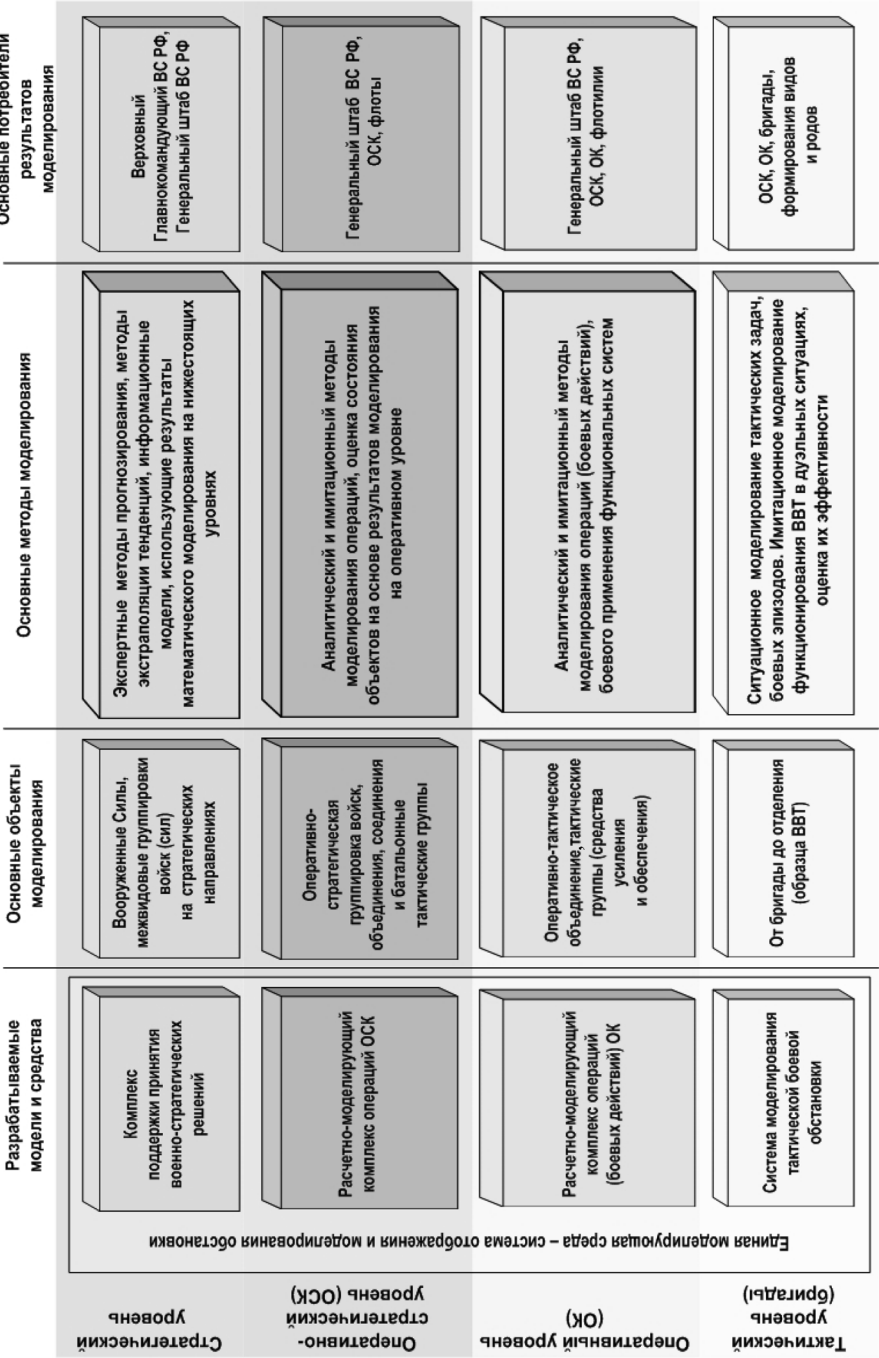 Разрабатываемые
модели и средства
Основные объекты
моделирования
Основные методы моделирования
Основные потребители
результатов
моделирования
Стратегический
уровень
Комплекс
поддержки принятия
военно-стратегических
решений
Вооруженные Силы,
межвидовые группировки
войск (сил)
на стратегических
направлениях
Экспертные методы прогнозирования, методы
экстраполяции тенденций, информационные
модели, использующие результаты
математического моделирования на нижестоящих
уровнях
Верховный
Главнокомандующий ВС РФ,
Генеральный штаб ВС РФ
Оперативно-
стратегический
уровень (ОСК)
Расчетно-моделирующий
комплекс операций ОСК
Оперативно-
стратегическая
группировка войск,
объединения, соединения
и батальонные
тактические группы
Аналитический и имитационный методы
моделирования операций, оценка состояния
объектов на основе результатов моделирования
на оперативном уровне
Генеральный штаб ВС РФ,
ОСК, флоты
Оперативный уровень
(ОК)
Расчетно-моделирующий
комплекс операций
(боевых действий) ОК
Оперативно-тактическое
объединение,тактические
группы (средства
усиления
и обеспечения)
Аналитический и имитационный методы
моделирования операций (боевых действий),
боевого применения функциональных систем
Генеральный штаб ВС РФ,
ОСК, ОК, флотилии
Тактический
уровень
(бригады)
Система моделирования
тактической боевой
обстановки
От бригады до отделения
(образца ВВТ)
Ситуационное моделирование тактических задач,
боевых эпизодов. Имитационное моделирование
функционирования ВВТ в дуэльных ситуациях,
оценка их эффективности
ОСК, ОК, бригады,
формирования видов
и родов
Единая моделирующая среда – система отображения и моделирования обстановки